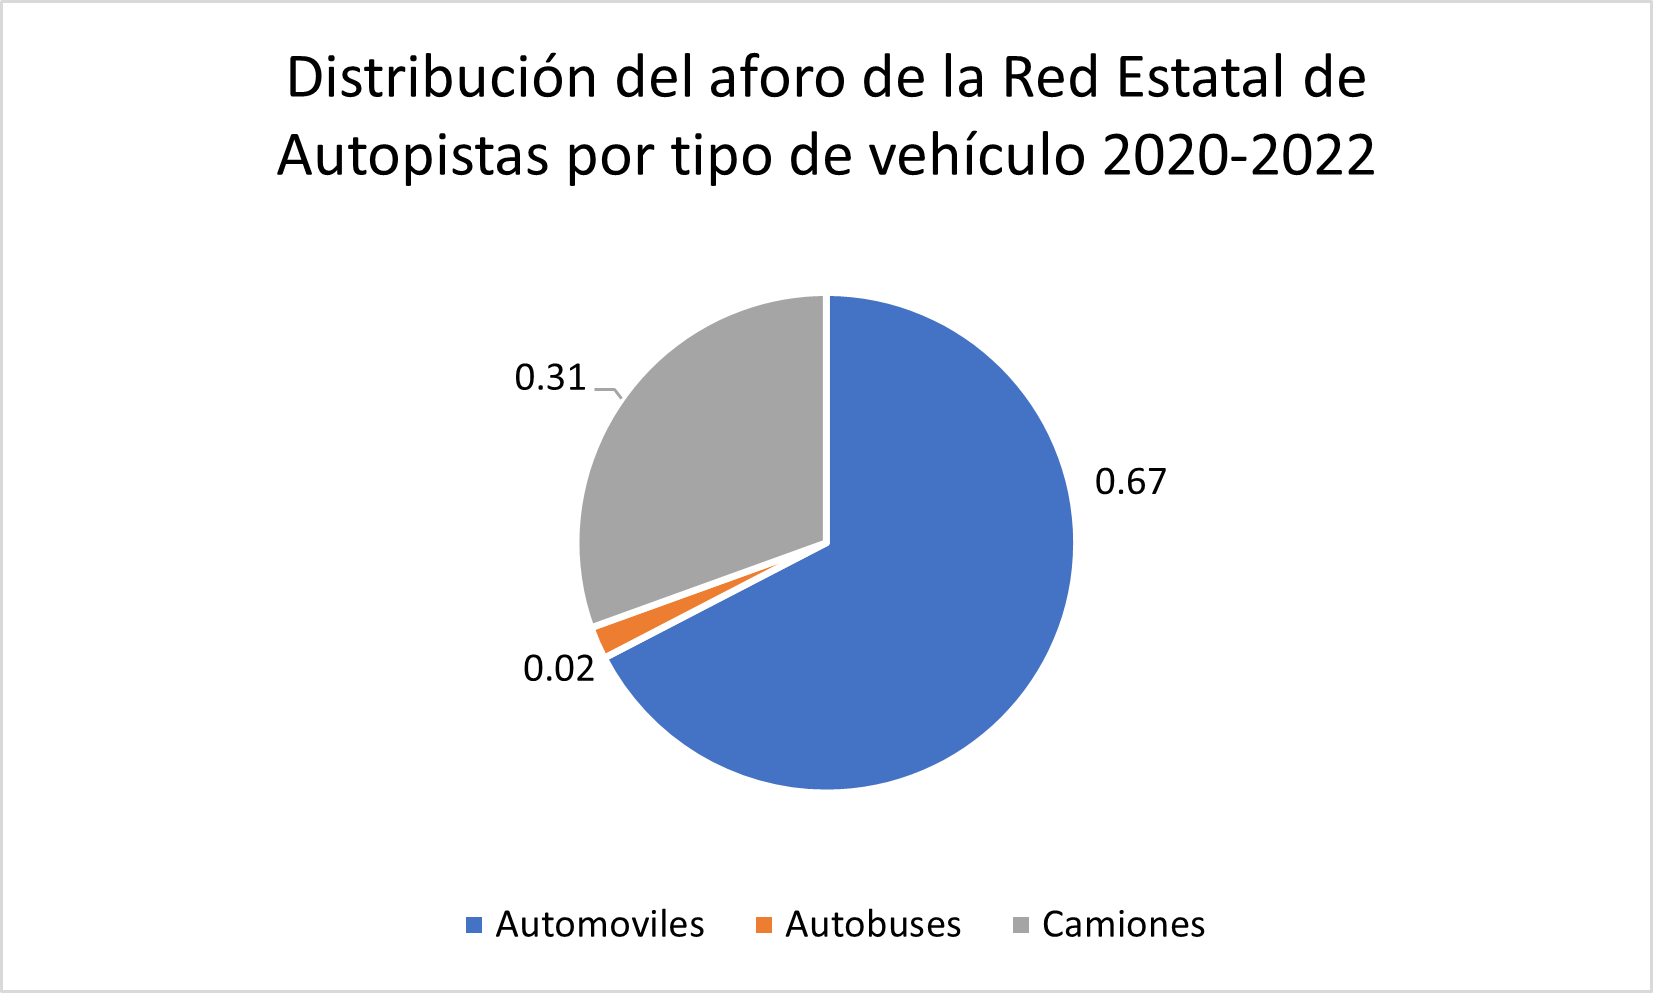 Distribución del aforo de la Red Estatal de
Autopistas por tipo de vehículo 2020-2022
0.31
0.67
0.02
Automoviles Autobuses Camiones